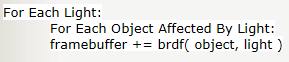 For Each Light:
For Each Object Affected By Light:
framebuffer += brdf( object, light )